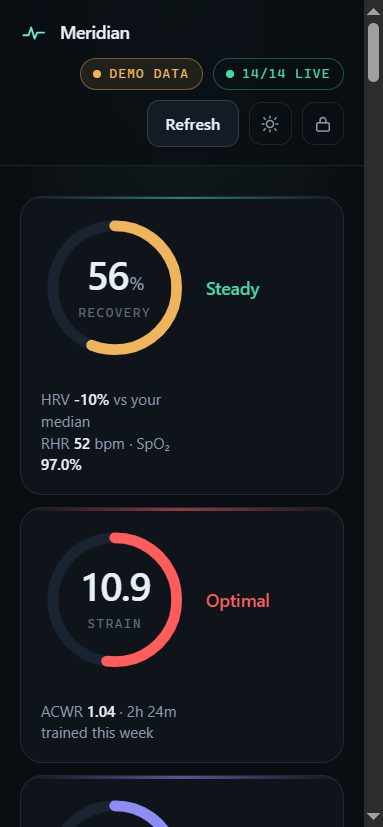 Meridian
DEMO DATA
14/14 LIVE
Refresh
56%
RECOVERY
Steady
HRV -10% vs your
median
RHR 52 bpm · SpO₂
97.0%
10.9
STRAIN
Optimal
ACWR 1.04 · 2h 24m
trained this week